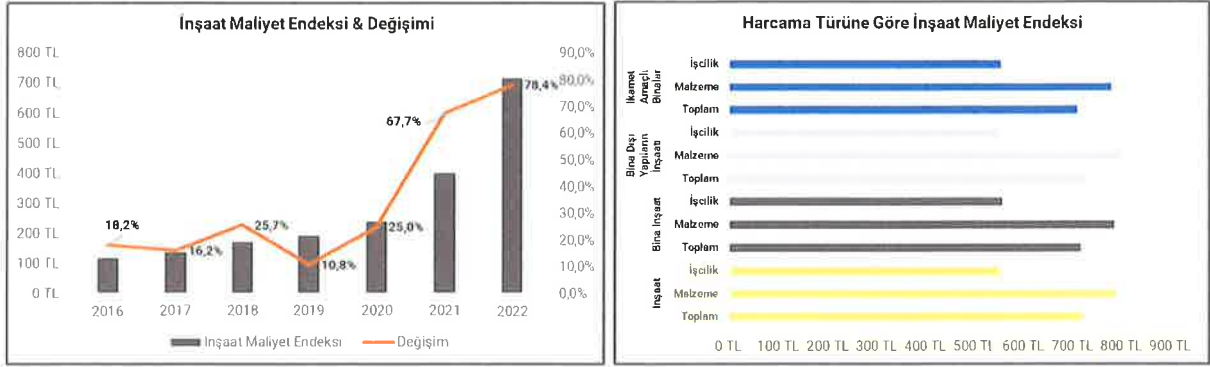 İnşaat Maliyet Endeksi & Değişimi
800 TL
700 TL
600 TL
500 TL
400 TL
300 TL
200 TL
100 TL
0 TL
90,0%
80,0%
70,0%
60,0%
50,0%
40,0%
30,0%
20,0%
10,0%
0,0%
18,2%
16,2%
25,7%
10,8%
25,0%
67,7%
78,4%
2016 2017 2018 2019 2020 2021 2022
İnşaat Maliyet Endeksi Değişim
Harcama Türüne Göre İnşaat Maliyet Endeksi
İkamet
Amaçlı
Binalar
İşçilik
Malzeme
Toplam
Bina Dışı
Yapıların
İnşaatı
İşçilik
Malzeme
Toplam
Bina İnşaatı
İşçilik
Malzeme
Toplam
İnşaat
İşçilik
Malzeme
Toplam
0 TL 100 TL 200 TL 300 TL 400 TL 500 TL 600 TL 700 TL 800 TL 900 TL